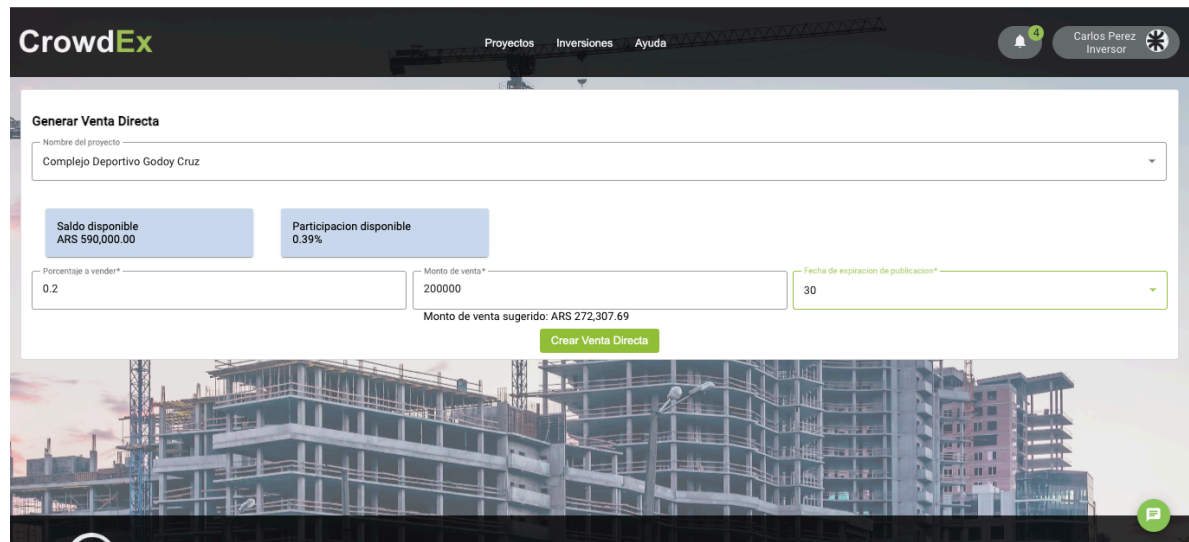 CrowdEx
Proyectos Inversiones Ayuda
4
Carlos Perez
Inversor
Generar Venta Directa
Nombre del proyecto
Complejo Deportivo Godoy Cruz
Saldo disponible
ARS 590,000.00
Participacion disponible
0.39%
Porcentaje a vender*
0.2
Monto de venta*
200000
Monto de venta sugerido: ARS 272,307.69
Fecha de expiracion de publicacion*
30
Crear Venta Directa